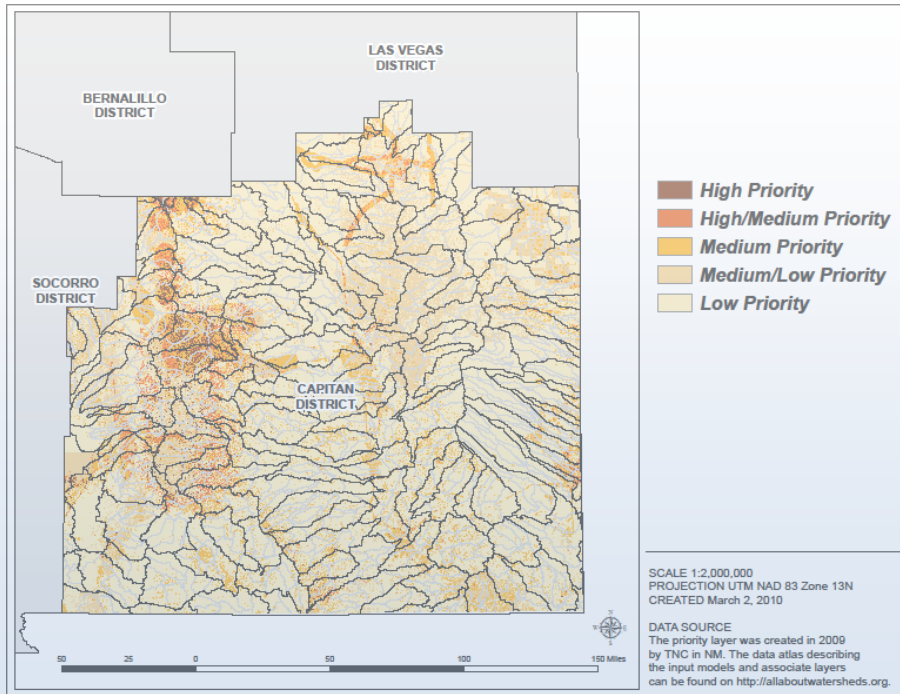 LAS VEGAS
DISTRICT
BERNALILLO
DISTRICT
High Priority
High/Medium Priority
Medium Priority
Medium/Low Priority
Low Priority
SOCORRO
DISTRICT
CAPITAN
DISTRICT
SCALE 1:2,000,000
PROJECTION UTM NAD 83 Zone 13N
CREATED March 2, 2010
DATA SOURCE
The priority layer was created in 2009
by TNC in NM. The data atlas describing
the input models and associate layers
can be found on http://allaboutwatersheds.org.
N
W E
S
50 25 0 50 100 150 Miles